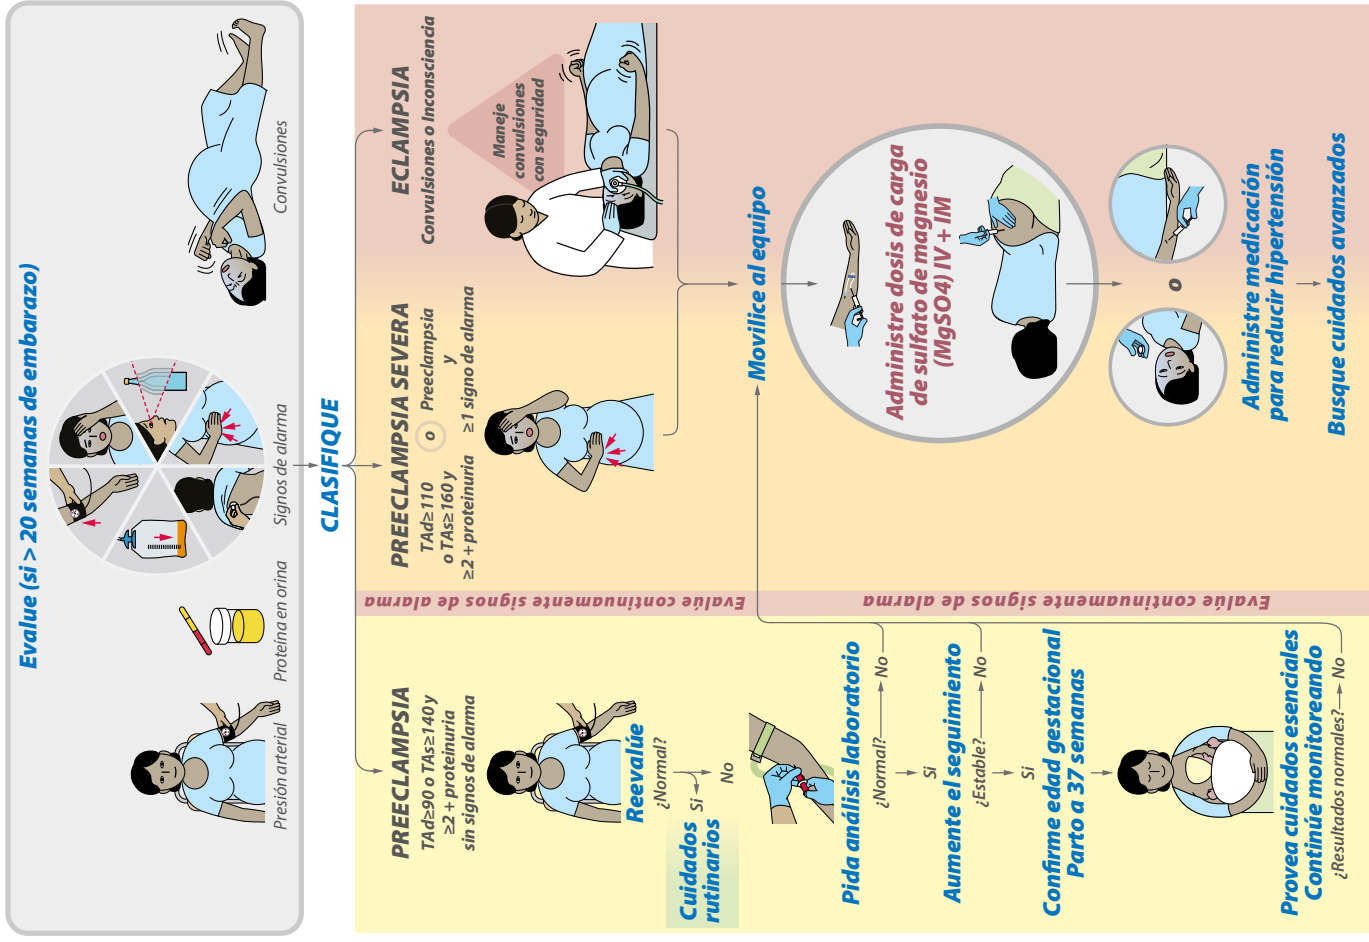 Evalue (si > 20 semanas de embarazo)
Presión arterial
Proteína en orina
Signos de alarma
Convulsiones
CLASIFIQUE
PREECLAMPSIA
TAd≥90 o TAs≥140 y
≥2 + proteinuria
sin signos de alarma
Reevalúe
¿Normal?
Si
No
Cuidados
rutinarios
Pida análisis laboratorio
¿Normal?
No
Si
Aumente el seguimiento
¿Estable?
No
Si
Confirme edad gestacional
Parto a 37 semanas
Provea cuidados esenciales
Continúe monitoreando
¿Resultados normales?
No
Evalúe continuamente signos de alarma
Evalúe continuamente signos de alarma
PREECLAMPSIA SEVERA
TAd≥110
o TAs≥160 y
≥2 + proteinuria
o
Preeclampsia
y
≥1 signo de alarma
ECLAMPSIA
Convulsiones o Inconsciencia
Maneje
convulsiones
con seguridad
Movilice al equipo
Administre dosis de carga
de sulfato de magnesio
(MgSO4) IV + IM
o
Administre medicación
para reducir hipertensión
Busque cuidados avanzados